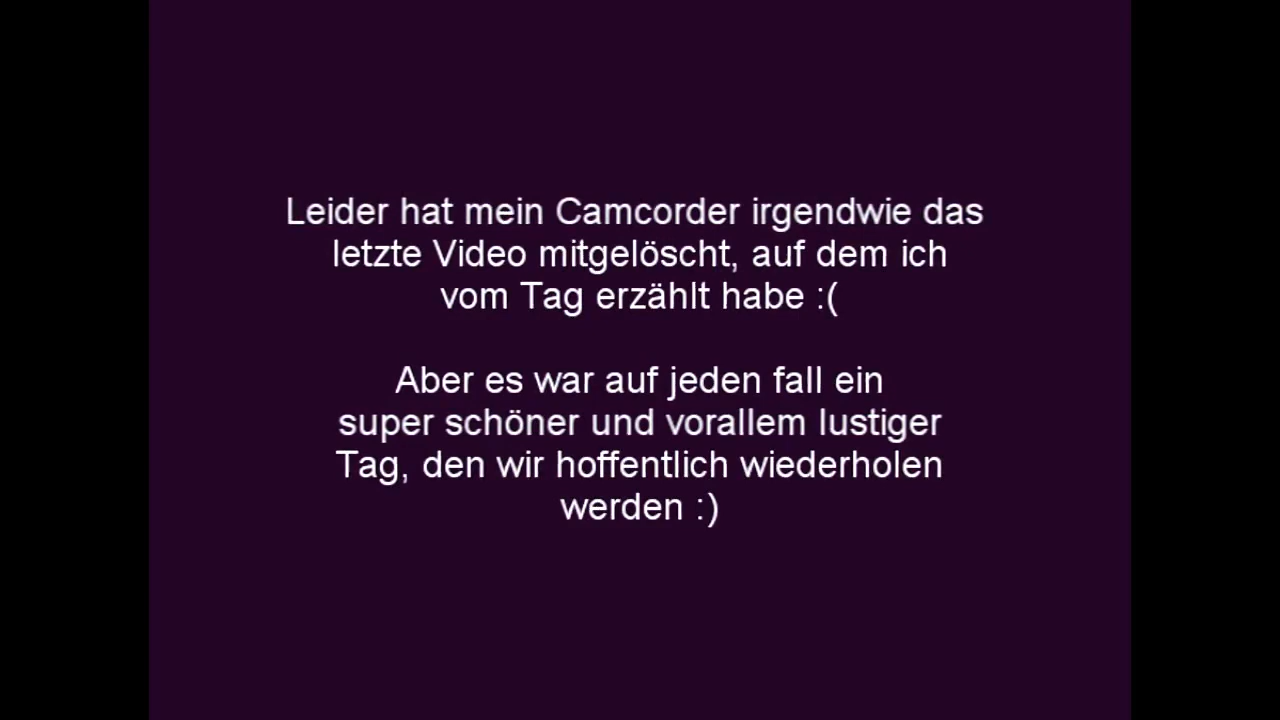 Leider hat mein Camcorder irgendwie das
letzte Video mitgelöscht, auf dem ich
vom Tag erzählt habe :(
Aber es war auf jeden fall ein
super schöner und vorallem lustiger
Tag, den wir hoffentlich wiederholen
werden :)